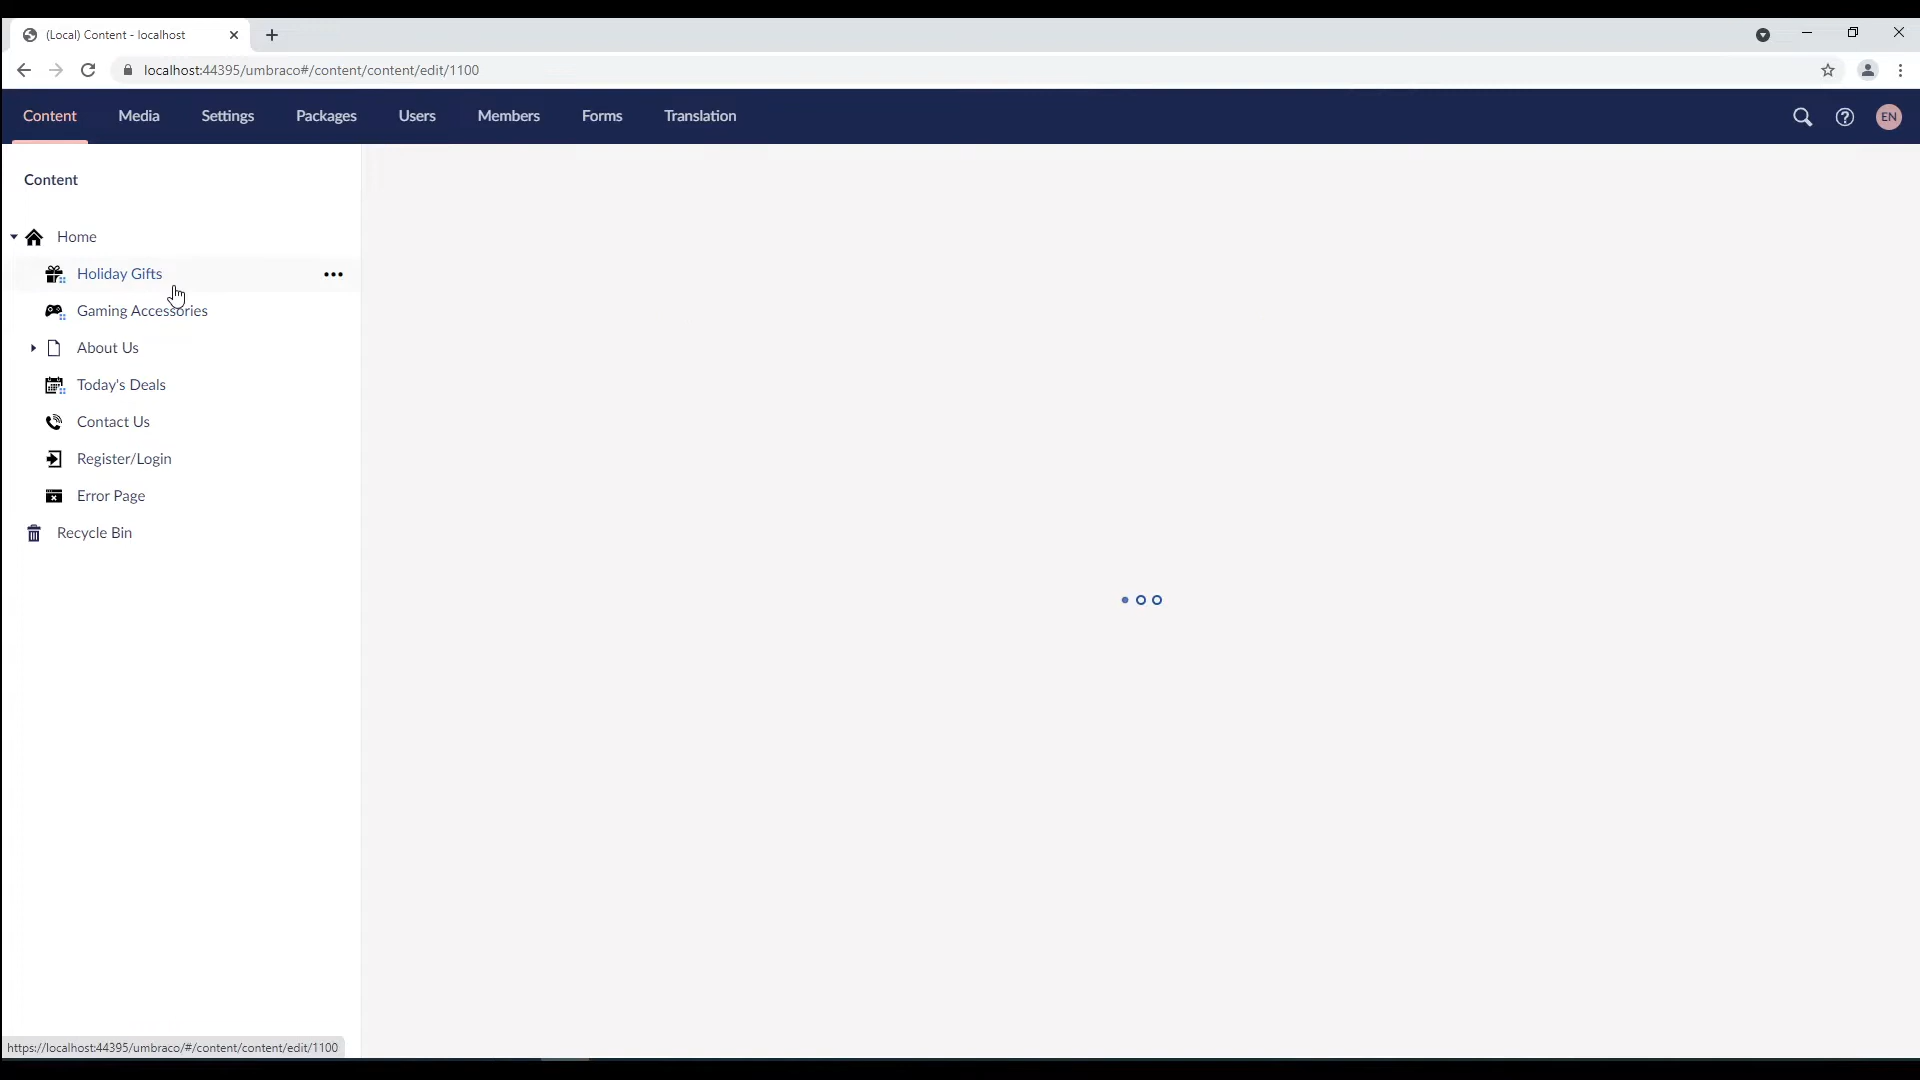 (Local) Content - localhost
localhost:44395/umbraco#/content/content/edit/1100
Content Media Settings Packages Users Members Forms Translation EN
Content
Home
Holiday Gifts
Gaming Accessories
About Us
Today's Deals
Contact Us
Register/Login
Error Page
Recycle Bin
https://localhost:44395/umbraco/#/content/content/edit/1100